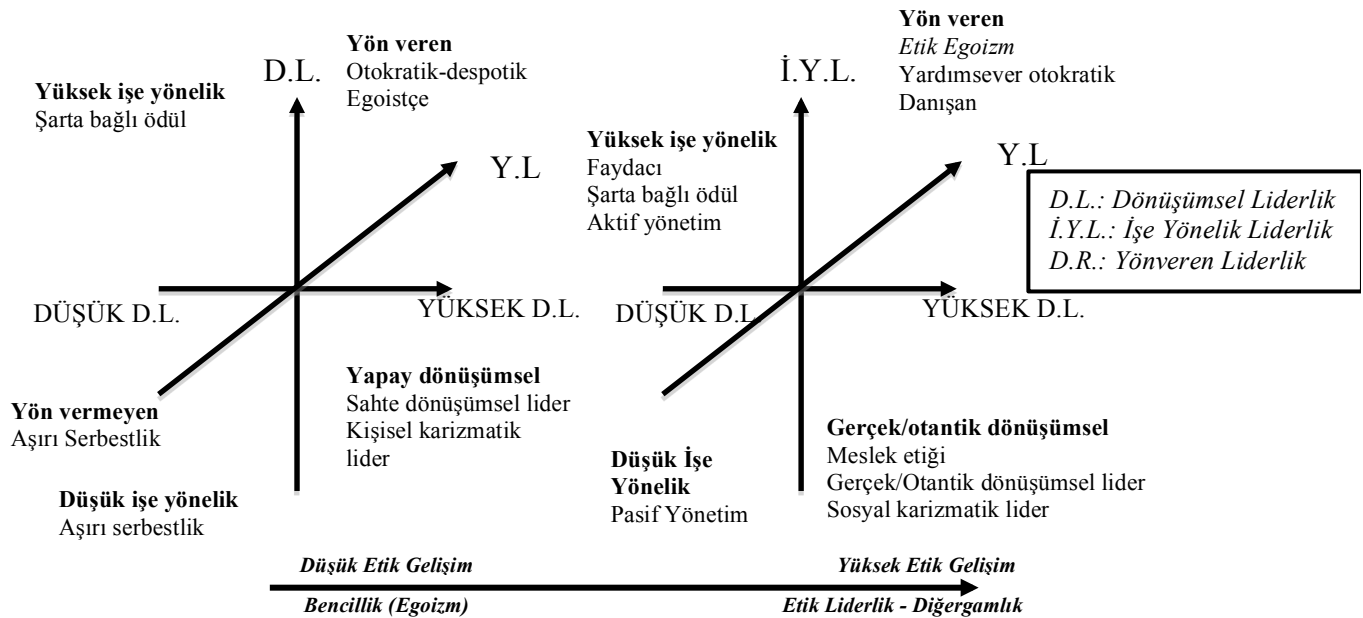 Yön veren
Otokratik-despotik
Egoistçe
D.L.
Yüksek işe yönelik
Şarta bağlı ödül
Y.L
DÜŞÜK D.L.
YÜKSEK D.L.
Yön vermeyen
Aşırı Serbestlik
Yapay dönüşümsel
Sahte dönüşümsel lider
Kişisel karizmatik
lider
Düşük işe yönelik
Aşırı serbestlik
Yön veren
Etik Egoizm
Yardımsever otokratik
Danışan
İ.Y.L.
Yüksek işe yönelik
Faydacı
Şarta bağlı ödül
Aktif yönetim
Y.L
D.L.: Dönüşümsel Liderlik
İ.Y.L.: İşe Yönelik Liderlik
D.R.: Yönveren Liderlik
DÜŞÜK D.L.
YÜKSEK D.L.
Düşük İşe
Yönelik
Pasif Yönetim
Gerçek/otantik dönüşümsel
Meslek etiği
Gerçek/Otantik dönüşümsel lider
Sosyal karizmatik lider
Düşük Etik Gelişim
Yüksek Etik Gelişim
Bencillik (Egoizm)
Etik Liderlik - Diğergamlık